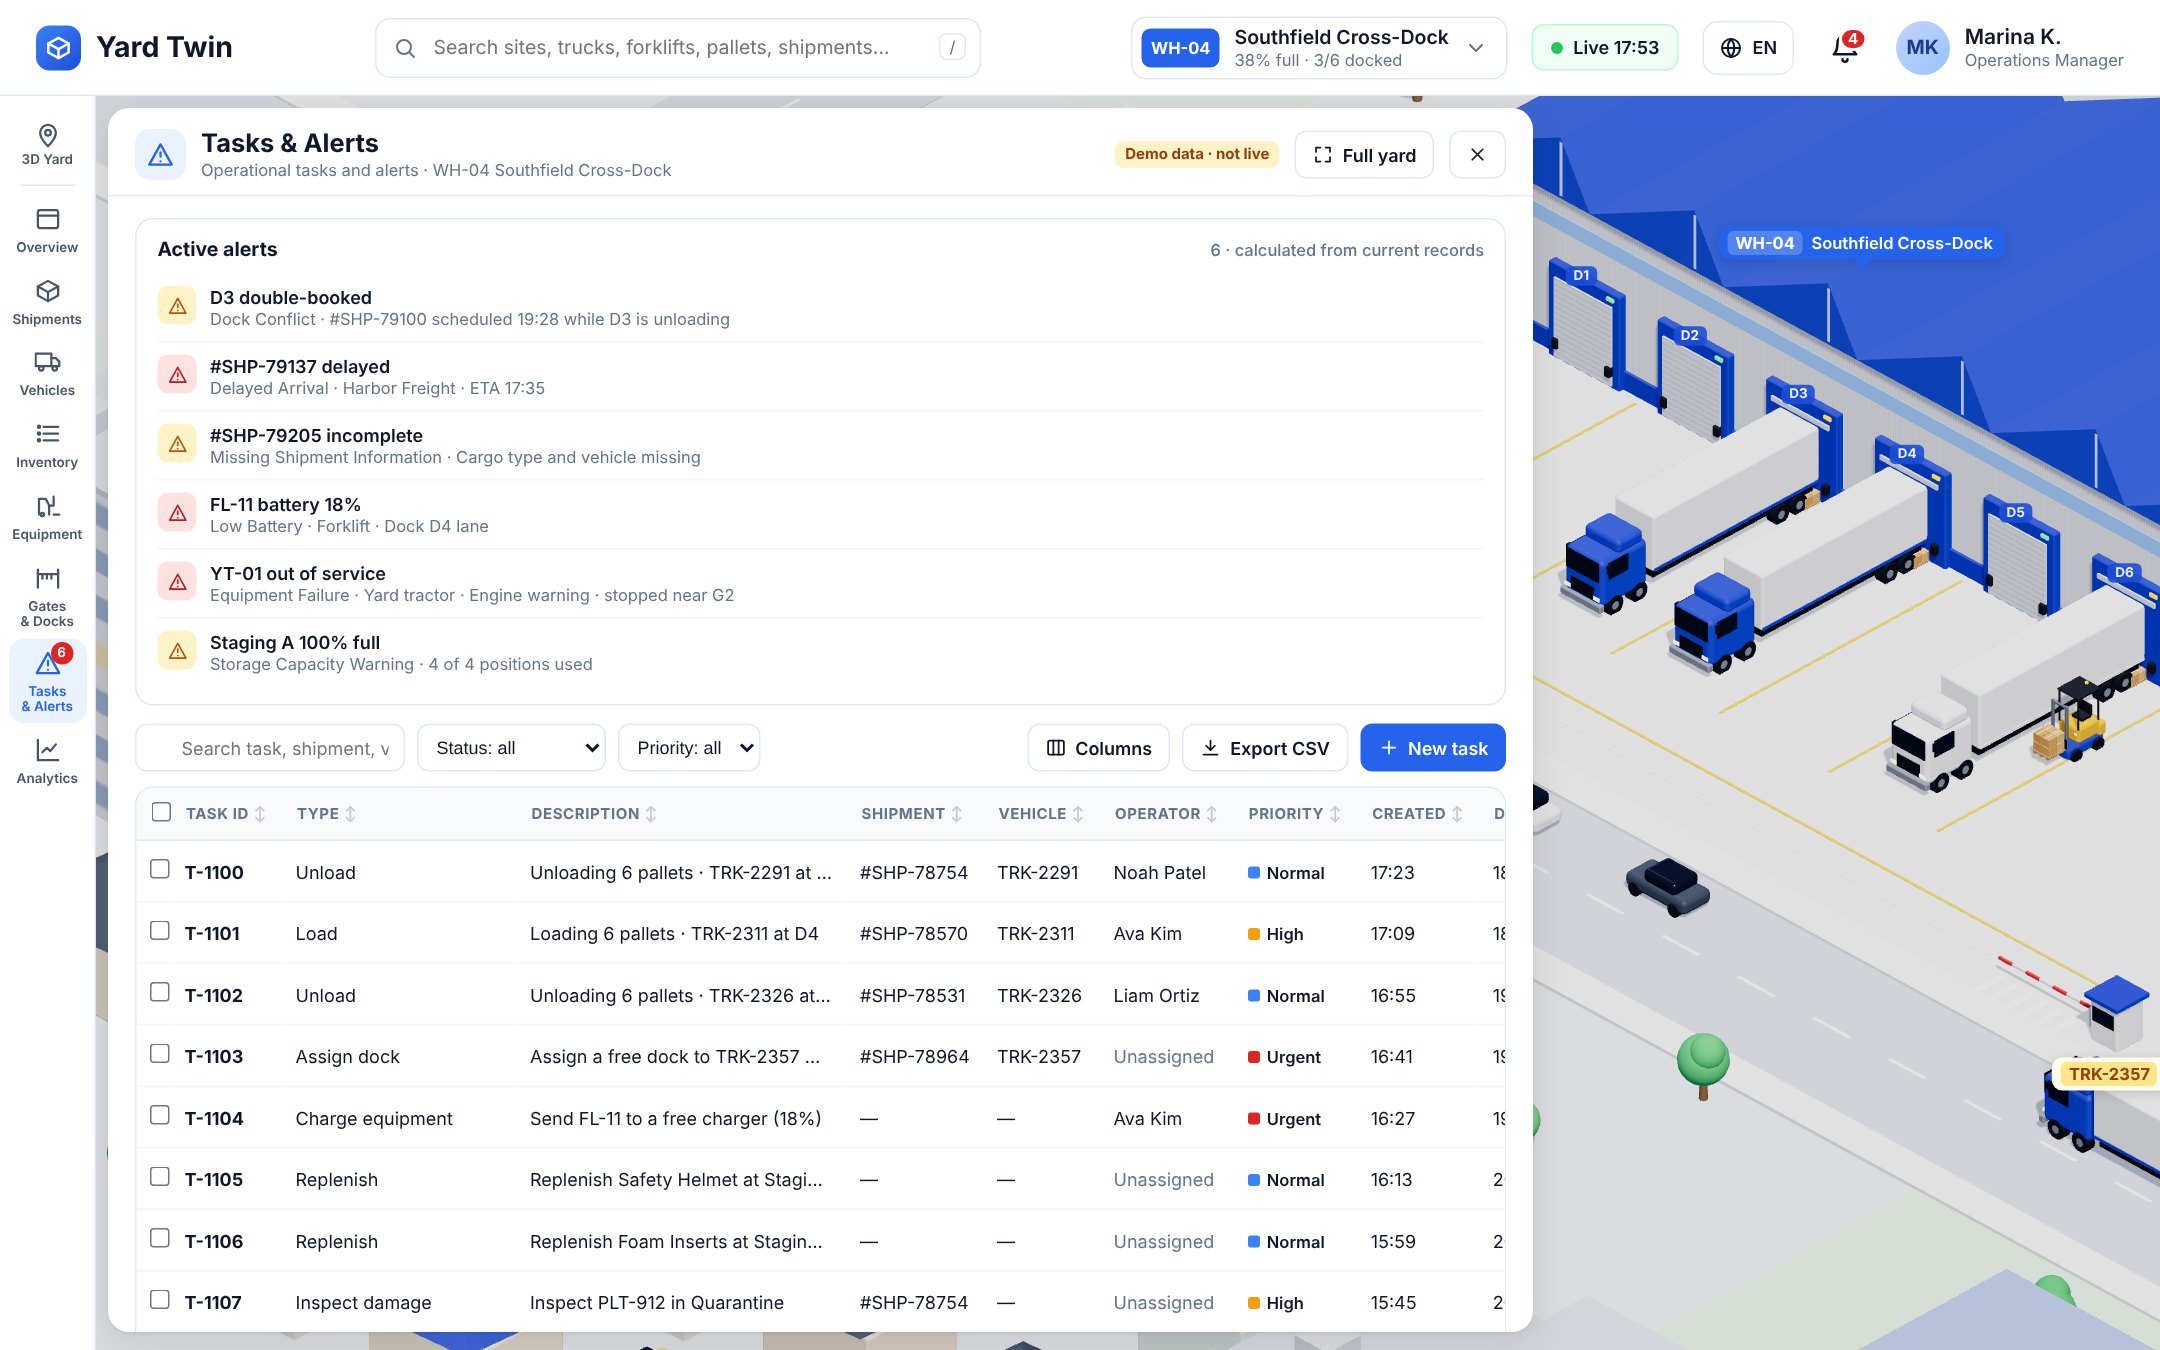 Yard Twin
Search sites, trucks, forklifts, pallets, shipments...
/
WH-04
Southfield Cross-Dock
38% full · 3/6 docked
Live 17:53
EN
4
MK
Marina K.
Operations Manager
3D Yard
Overview
Shipments
Vehicles
Inventory
Equipment
Gates
& Docks
6
Tasks
& Alerts
Analytics
Tasks & Alerts
Operational tasks and alerts · WH-04 Southfield Cross-Dock
Demo data · not live
Full yard
Active alerts
6 · calculated from current records
D3 double-booked
Dock Conflict · #SHP-79100 scheduled 19:28 while D3 is unloading
#SHP-79137 delayed
Delayed Arrival · Harbor Freight · ETA 17:35
#SHP-79205 incomplete
Missing Shipment Information · Cargo type and vehicle missing
FL-11 battery 18%
Low Battery · Forklift · Dock D4 lane
YT-01 out of service
Equipment Failure · Yard tractor · Engine warning · stopped near G2
Staging A 100% full
Storage Capacity Warning · 4 of 4 positions used
Search task, shipment, v
Status: all
Priority: all
Columns
Export CSV
New task
TASK ID TYPE DESCRIPTION SHIPMENT VEHICLE OPERATOR PRIORITY CREATED D
T-1100 Unload Unloading 6 pallets · TRK-2291 at ... #SHP-78754 TRK-2291 Noah Patel Normal 17:23 18
T-1101 Load Loading 6 pallets · TRK-2311 at D4 #SHP-78570 TRK-2311 Ava Kim High 17:09 18
T-1102 Unload Unloading 6 pallets · TRK-2326 at... #SHP-78531 TRK-2326 Liam Ortiz Normal 16:55 19
T-1103 Assign dock Assign a free dock to TRK-2357 ... #SHP-78964 TRK-2357 Unassigned Urgent 16:41 19
T-1104 Charge equipment Send FL-11 to a free charger (18%) — — Ava Kim Urgent 16:27 19
T-1105 Replenish Replenish Safety Helmet at Stagi... — — Unassigned Normal 16:13 2
T-1106 Replenish Replenish Foam Inserts at Stagin... — — Unassigned Normal 15:59 2
T-1107 Inspect damage Inspect PLT-912 in Quarantine #SHP-78754 — Unassigned High 15:45 2
WH-04 Southfield Cross-Dock
D1
D2
D3
D4
D5
D6
TRK-2357